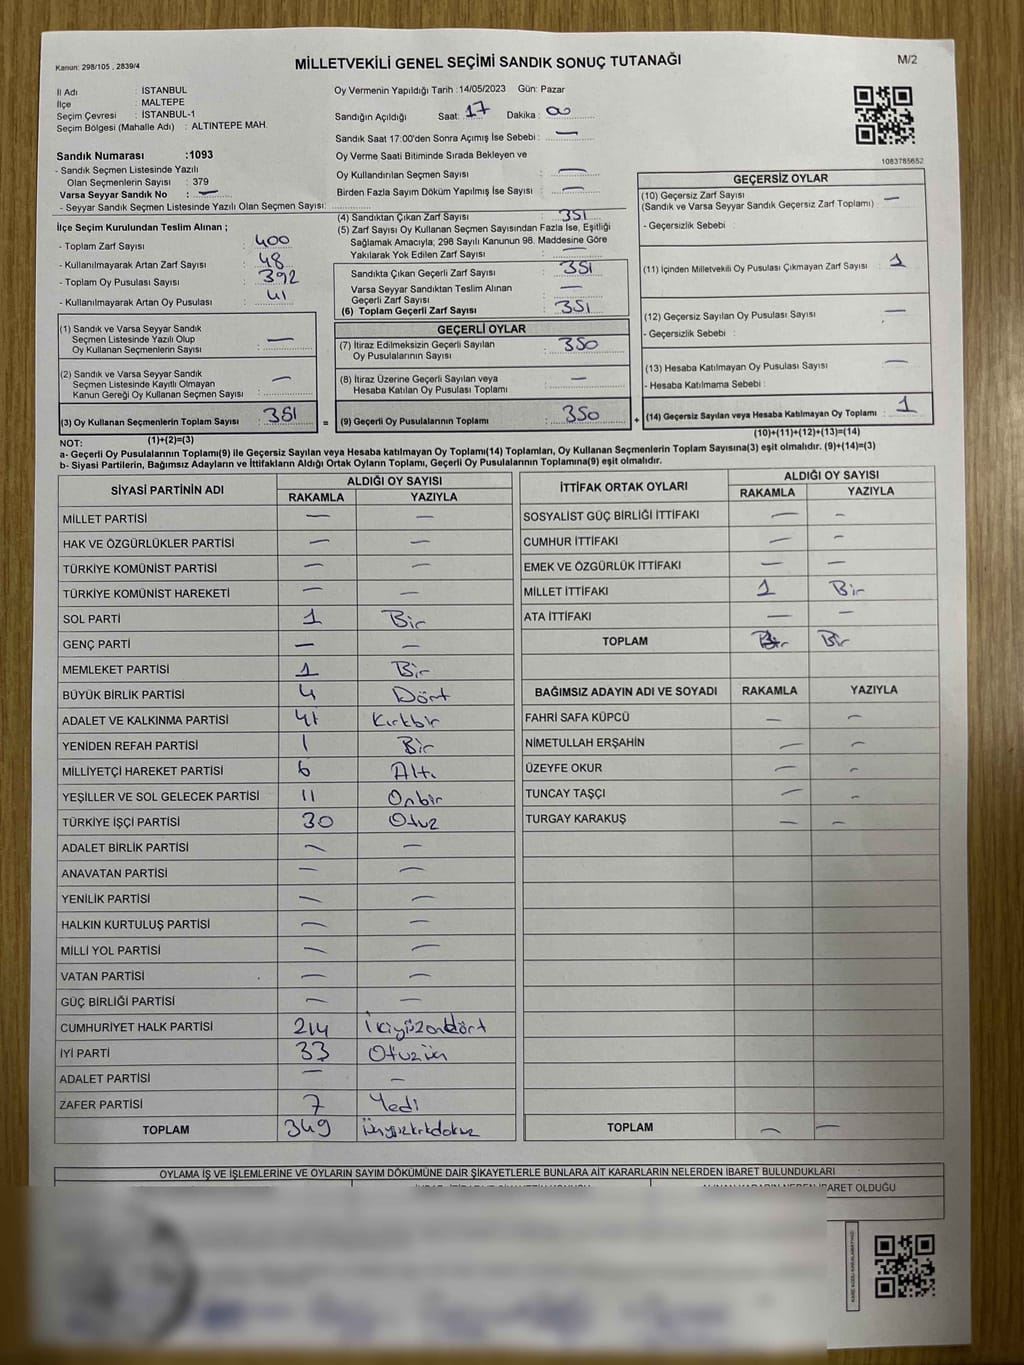 Kanun: 298/105 , 2839/4
MİLLETVEKİLİ GENEL SEÇİMİ SANDIK SONUÇ TUTANAĞI
M/2
İl Adı : İSTANBUL
İlçe : MALTEPE
Seçim Çevresi : İSTANBUL-1
Seçim Bölgesi (Mahalle Adı) : ALTINTEPE MAH.
Sandık Numarası :1093
- Sandık Seçmen Listesinde Yazılı
Olan Seçmenlerin Sayısı : 379
Varsa Seyyar Sandık No : —
- Seyyar Sandık Seçmen Listesinde Yazılı Olan Seçmen Sayısı:
Oy Vermenin Yapıldığı Tarih :14/05/2023 Gün: Pazar
Sandığın Açıldığı Saat: 17 Dakika : 00
Sandık Saat 17:00'den Sonra Açımış İse Sebebi : —
Oy Verme Saati Bitiminde Sırada Bekleyen ve
Oy Kullandırılan Seçmen Sayısı : —
Birden Fazla Sayım Döküm Yapılmış İse Sayısı : —
1083785652
İlçe Seçim Kurulundan Teslim Alınan ;
- Toplam Zarf Sayısı : 400
- Kullanılmayarak Artan Zarf Sayısı : 48
- Toplam Oy Pusulası Sayısı : 392
- Kullanılmayarak Artan Oy Pusulası : 41
(4) Sandıktan Çıkan Zarf Sayısı : 351
(5) Zarf Sayısı Oy Kullanan Seçmen Sayısından Fazla İse, Eşitliği
Sağlamak Amacıyla, 298 Sayılı Kanunun 98. Maddesine Göre
Yakılarak Yok Edilen Zarf Sayısı : —
Sandıkta Çıkan Geçerli Zarf Sayısı : 351
Varsa Seyyar Sandıktan Teslim Alınan
Geçerli Zarf Sayısı : —
(6) Toplam Geçerli Zarf Sayısı : 351
GEÇERSİZ OYLAR
(10) Geçersiz Zarf Sayısı
(Sandık ve Varsa Seyyar Sandık Geçersiz Zarf Toplamı) : —
- Geçersizlik Sebebi :
(11) İçinden Milletvekili Oy Pusulası Çıkmayan Zarf Sayısı : 1
(12) Geçersiz Sayılan Oy Pusulası Sayısı : —
- Geçersizlik Sebebi :
(13) Hesaba Katılmayan Oy Pusulası Sayısı : —
- Hesaba Katılmama Sebebi :
(14) Geçersiz Sayılan veya Hesaba Katılmayan Oy Toplamı : 1
(10)+(11)+(12)+(13)=(14)
(1) Sandık ve Varsa Seyyar Sandık
Seçmen Listesinde Yazılı Olup
Oy Kullanan Seçmenlerin Sayısı : —
(2) Sandık ve Varsa Seyyar Sandık
Seçmen Listesinde Kayıtlı Olmayan
Kanun Gereği Oy Kullanan Seçmen Sayısı : —
(3) Oy Kullanan Seçmenlerin Toplam Sayısı : 351
(1)+(2)=(3)
GEÇERLİ OYLAR
(7) İtiraz Edilmeksizin Geçerli Sayılan
Oy Pusulalarının Sayısı : 350
(8) İtiraz Üzerine Geçerli Sayılan veya
Hesaba Katılan Oy Pusulası Toplamı : —
= (9) Geçerli Oy Pusulalarının Toplamı : 350 +
NOT:
a- Geçerli Oy Pusulalarının Toplamı(9) ile Geçersiz Sayılan veya Hesaba katılmayan Oy Toplamı(14) Toplamları, Oy Kullanan Seçmenlerin Toplam Sayısına(3) eşit olmalıdır. (9)+(14)=(3)
b- Siyasi Partilerin, Bağımsız Adayların ve İttifakların Aldığı Ortak Oyların Toplamı, Geçerli Oy Pusulalarının Toplamına(9) eşit olmalıdır.
SİYASİ PARTİNİN ADI ALDIĞI OY SAYISI
RAKAMLA YAZIYLA
MİLLET PARTİSİ — —
HAK VE ÖZGÜRLÜKLER PARTİSİ — —
TÜRKİYE KOMÜNİST PARTİSİ — —
TÜRKİYE KOMÜNİST HAREKETİ — —
SOL PARTİ 1 Bir
GENÇ PARTİ — —
MEMLEKET PARTİSİ 1 Bir
BÜYÜK BİRLİK PARTİSİ 4 Dört
ADALET VE KALKINMA PARTİSİ 41 Kırkbir
YENİDEN REFAH PARTİSİ 1 Bir
MİLLİYETÇİ HAREKET PARTİSİ 6 Altı
YEŞİLLER VE SOL GELECEK PARTİSİ 11 Onbir
TÜRKİYE İŞÇİ PARTİSİ 30 Otuz
ADALET BİRLİK PARTİSİ — —
ANAVATAN PARTİSİ — —
YENİLİK PARTİSİ — —
HALKIN KURTULUŞ PARTİSİ — —
MİLLİ YOL PARTİSİ — —
VATAN PARTİSİ — —
GÜÇ BİRLİĞİ PARTİSİ — —
CUMHURİYET HALK PARTİSİ 214 İkiyüzondört
İYİ PARTİ 33 Otuzüç
ADALET PARTİSİ — —
ZAFER PARTİSİ 7 Yedi
TOPLAM 349 Üçyüzkırkdokuz
İTTİFAK ORTAK OYLARI ALDIĞI OY SAYISI
RAKAMLA YAZIYLA
SOSYALİST GÜÇ BİRLİĞİ İTTİFAKI — —
CUMHUR İTTİFAKI — —
EMEK VE ÖZGÜRLÜK İTTİFAKI — —
MİLLET İTTİFAKI 1 Bir
ATA İTTİFAKI — —
TOPLAM Bir Bir
BAĞIMSIZ ADAYIN ADI VE SOYADI RAKAMLA YAZIYLA
FAHRİ SAFA KÜPCÜ — —
NİMETULLAH ERŞAHİN — —
ÜZEYFE OKUR — —
TUNCAY TAŞÇI — —
TURGAY KARAKUŞ — —
TOPLAM — —
OYLAMA İŞ VE İŞLEMLERİNE VE OYLARIN SAYIM DÖKÜMÜNE DAİR ŞİKAYETLERLE BUNLARA AİT KARARLARIN NELERDEN İBARET BULUNDUKLARI
İBARET OLDUĞU